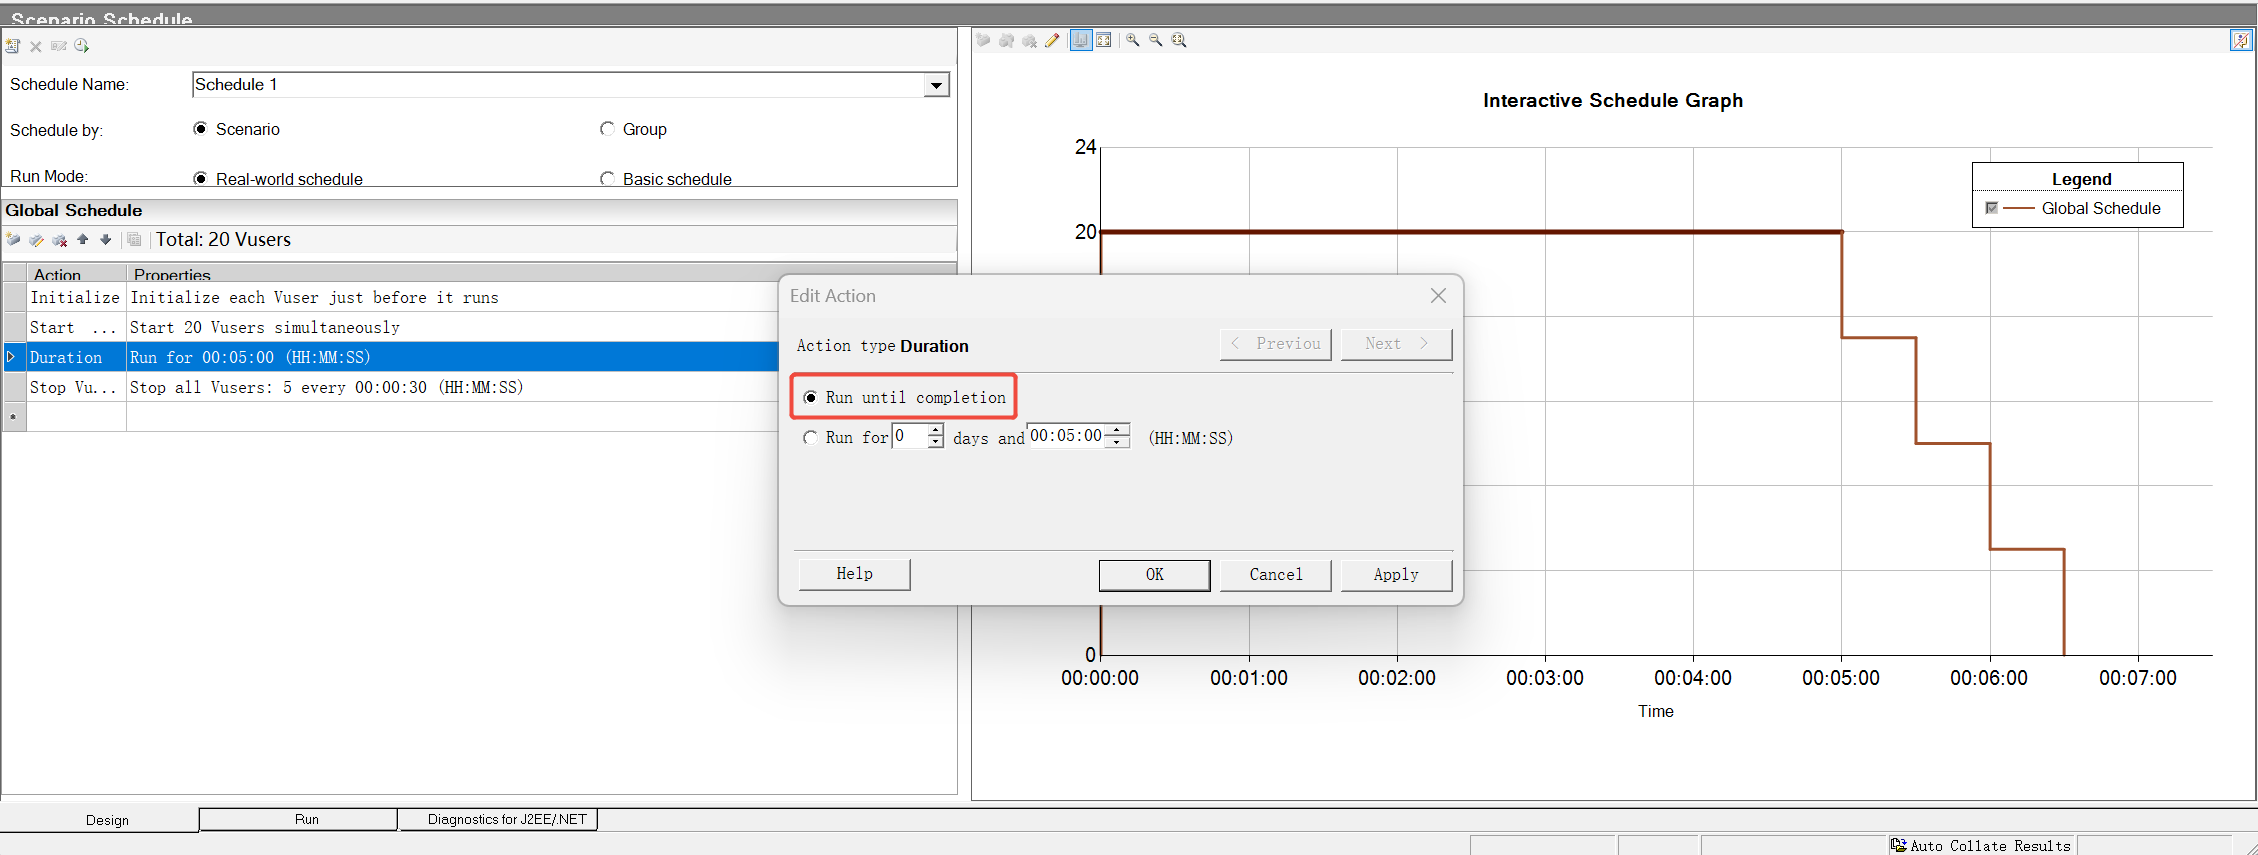 Scenario Schedule
Schedule Name:
Schedule 1
Schedule by:
Scenario
Group
Run Mode:
Real-world schedule
Basic schedule
Global Schedule
Total: 20 Vusers
Action
Properties
Initialize
Initialize each Vuser just before it runs
Start ...
Start 20 Vusers simultaneously
Duration
Run for 00:05:00 (HH:MM:SS)
Stop Vu...
Stop all Vusers: 5 every 00:00:30 (HH:MM:SS)
Interactive Schedule Graph
24
20
0
Legend
Global Schedule
00:00:00
00:01:00
00:02:00
00:03:00
00:04:00
00:05:00
00:06:00
00:07:00
Time
Edit Action
Action type Duration
< Previou
Next >
Run until completion
Run for 0 days and 00:05:00 (HH:MM:SS)
Help
OK
Cancel
Apply
Design
Run
Diagnostics for J2EE/.NET
Auto Collate Results